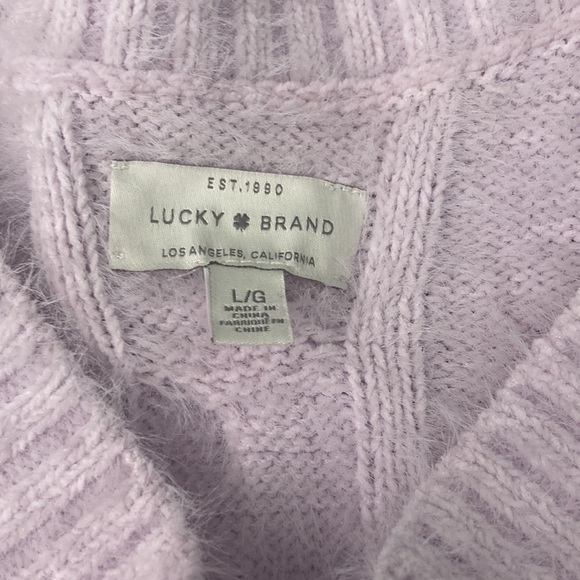 EST. 1990
LUCKY BRAND
LOS ANGELES, CALIFORNIA
L/G
MADE IN
CHINA
FABRIQUÉ EN
CHINE